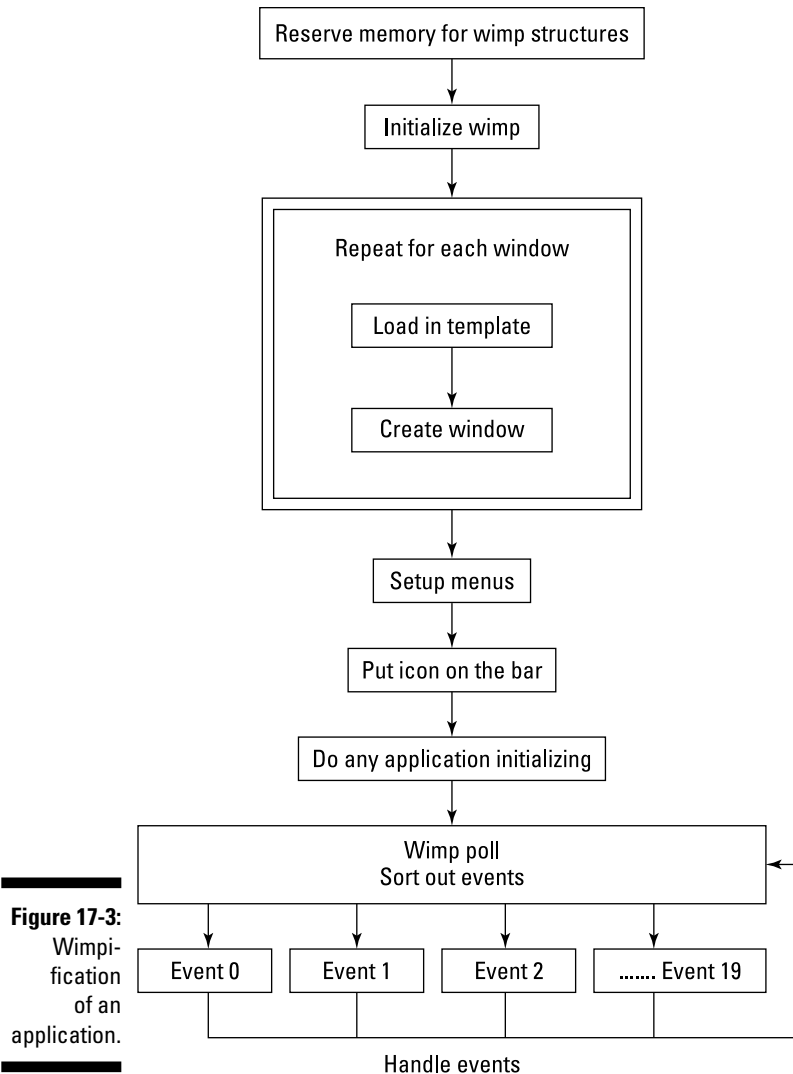 Reserve memory for wimp structures
Initialize wimp
Repeat for each window
Load in template
Create window
Setup menus
Put icon on the bar
Do any application initializing
Wimp poll
Sort out events
Event 0
Event 1
Event 2
....... Event 19
Handle events
Figure 17-3:
Wimpi-
fication
of an
application.